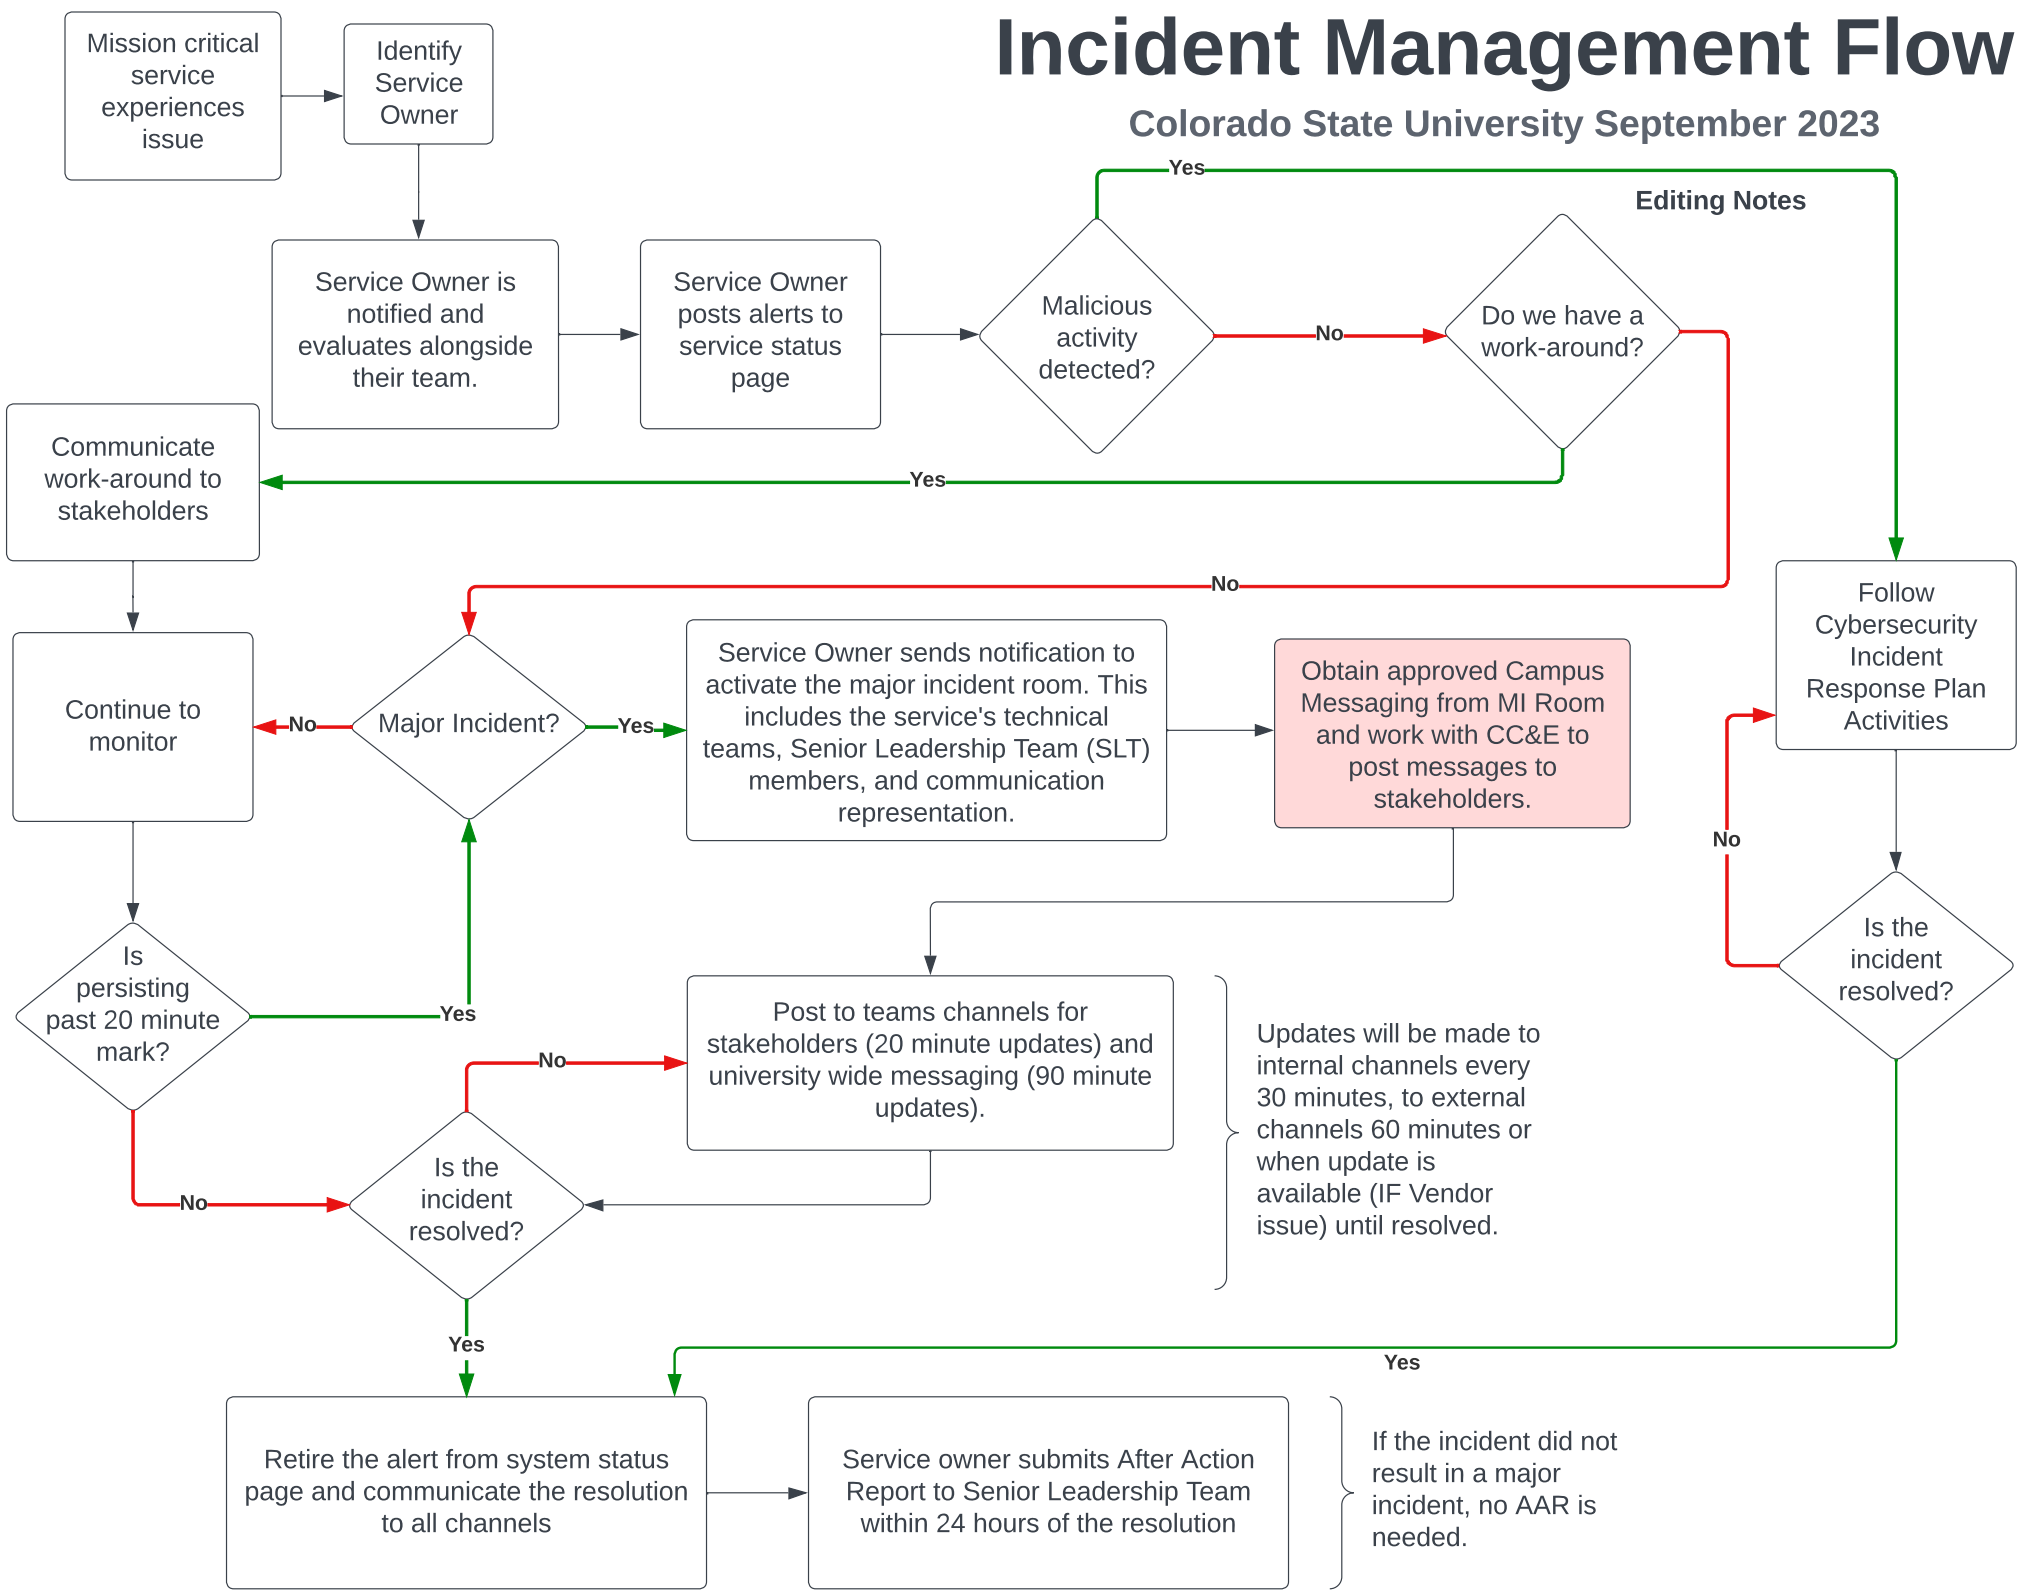 Incident Management Flow
Colorado State University September 2023
Mission critical
service
experiences
issue
Identify
Service
Owner
Yes
Editing Notes
Service Owner is
notified and
evaluates alongside
their team.
Service Owner
posts alerts to
service status
page
Malicious
activity
detected?
No
Do we have a
work-around?
Communicate
work-around to
stakeholders
Yes
No
Follow
Cybersecurity
Incident
Response Plan
Activities
Continue to
monitor
No
Major Incident?
Yes
Service Owner sends notification to
activate the major incident room. This
includes the service's technical
teams, Senior Leadership Team (SLT)
members, and communication
representation.
Obtain approved Campus
Messaging from MI Room
and work with CC&E to
post messages to
stakeholders.
No
Is
persisting
past 20 minute
mark?
Yes
Is the
incident
resolved?
No
Post to teams channels for
stakeholders (20 minute updates) and
university wide messaging (90 minute
updates).
Updates will be made to
internal channels every
30 minutes, to external
channels 60 minutes or
when update is
available (IF Vendor
issue) until resolved.
No
Is the
incident
resolved?
Yes
Yes
Retire the alert from system status
page and communicate the resolution
to all channels
Service owner submits After Action
Report to Senior Leadership Team
within 24 hours of the resolution
If the incident did not
result in a major
incident, no AAR is
needed.